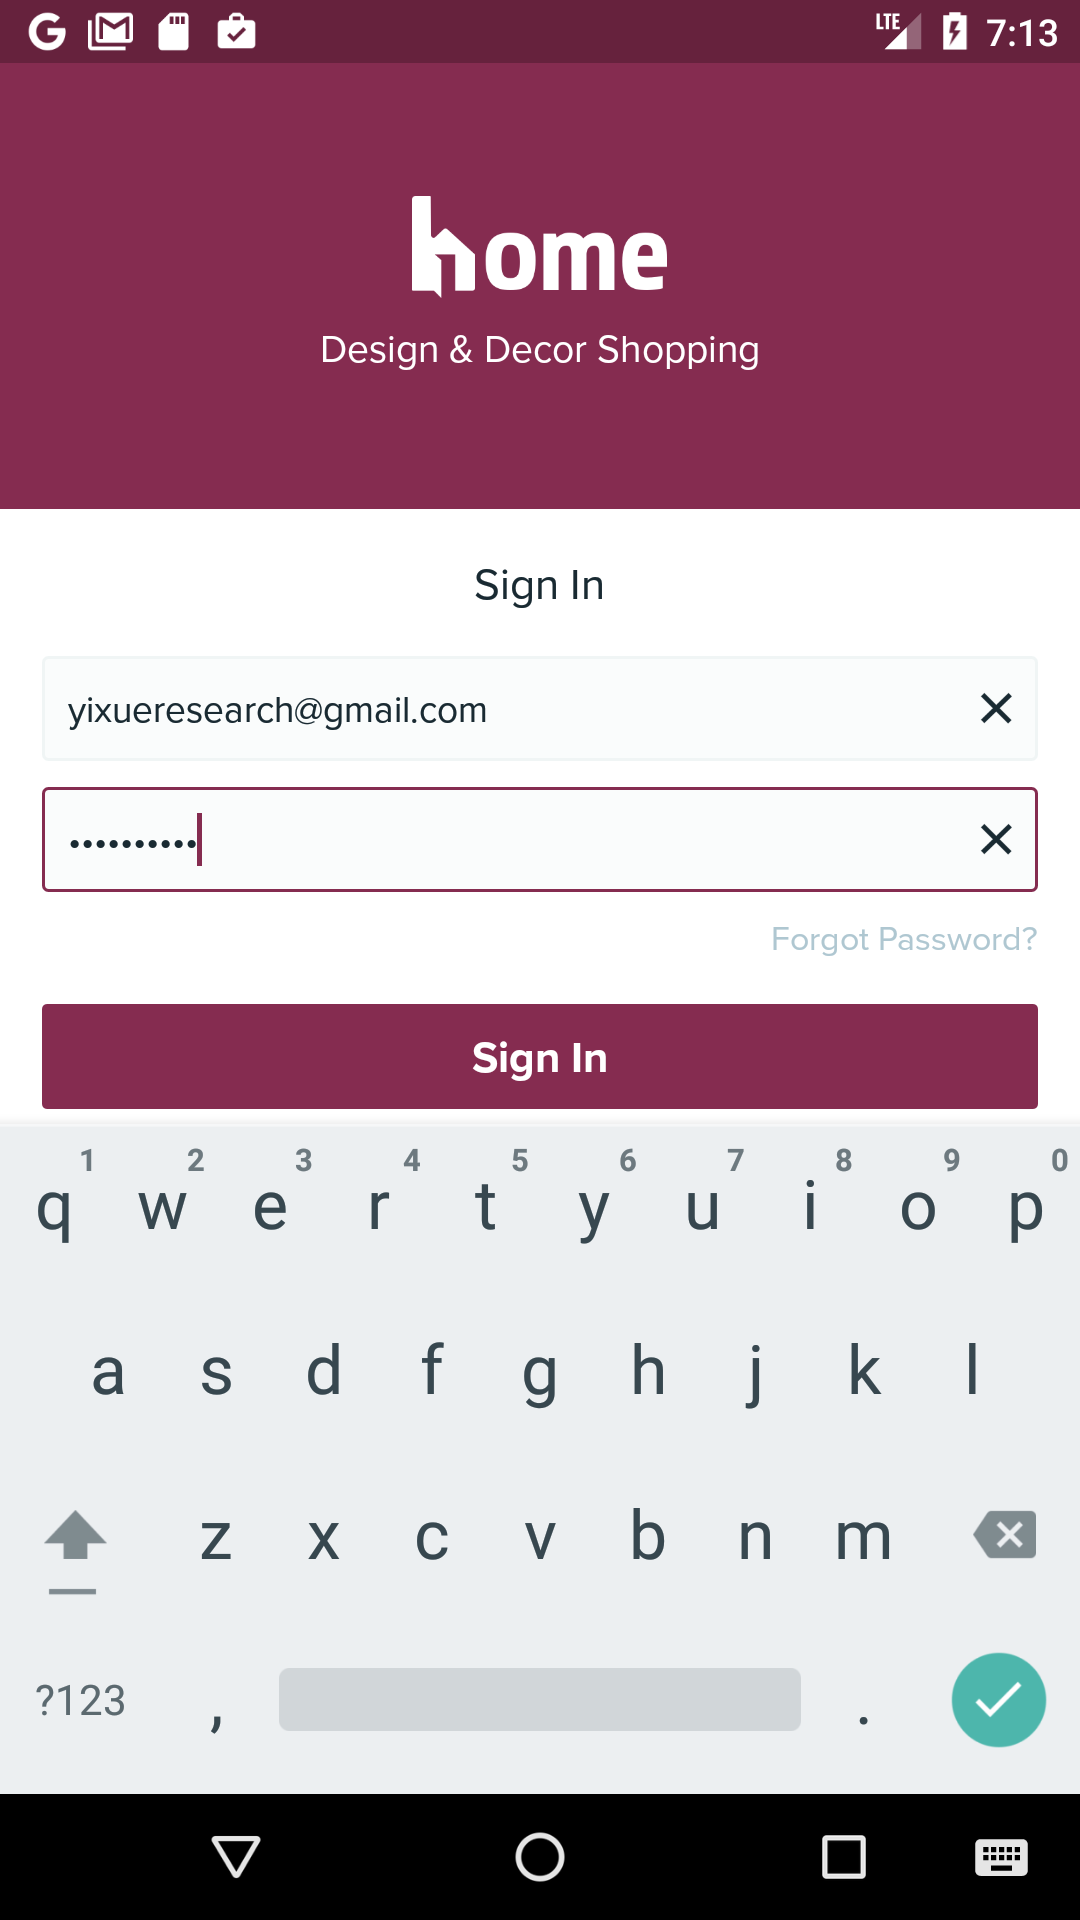 LTE 7:13
home
Design & Decor Shopping
Sign In
yixueresearch@gmail.com
••••••••••
Forgot Password?
Sign In
1 2 3 4 5 6 7 8 9 0
q w e r t y u i o p
a s d f g h j k l
z x c v b n m
?123 , .